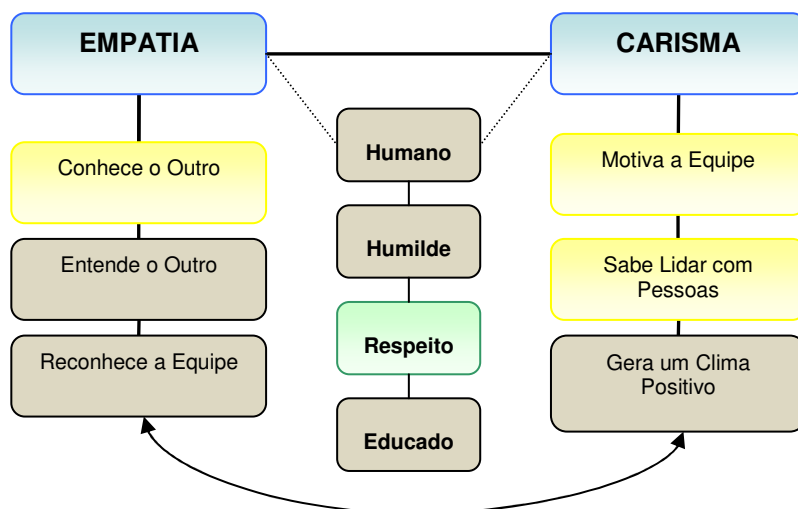 EMPATIA
Conhece o Outro
Entende o Outro
Reconhece a Equipe
Humano
Humilde
Respeito
Educado
CARISMA
Motiva a Equipe
Sabe Lidar com
Pessoas
Gera um Clima
Positivo